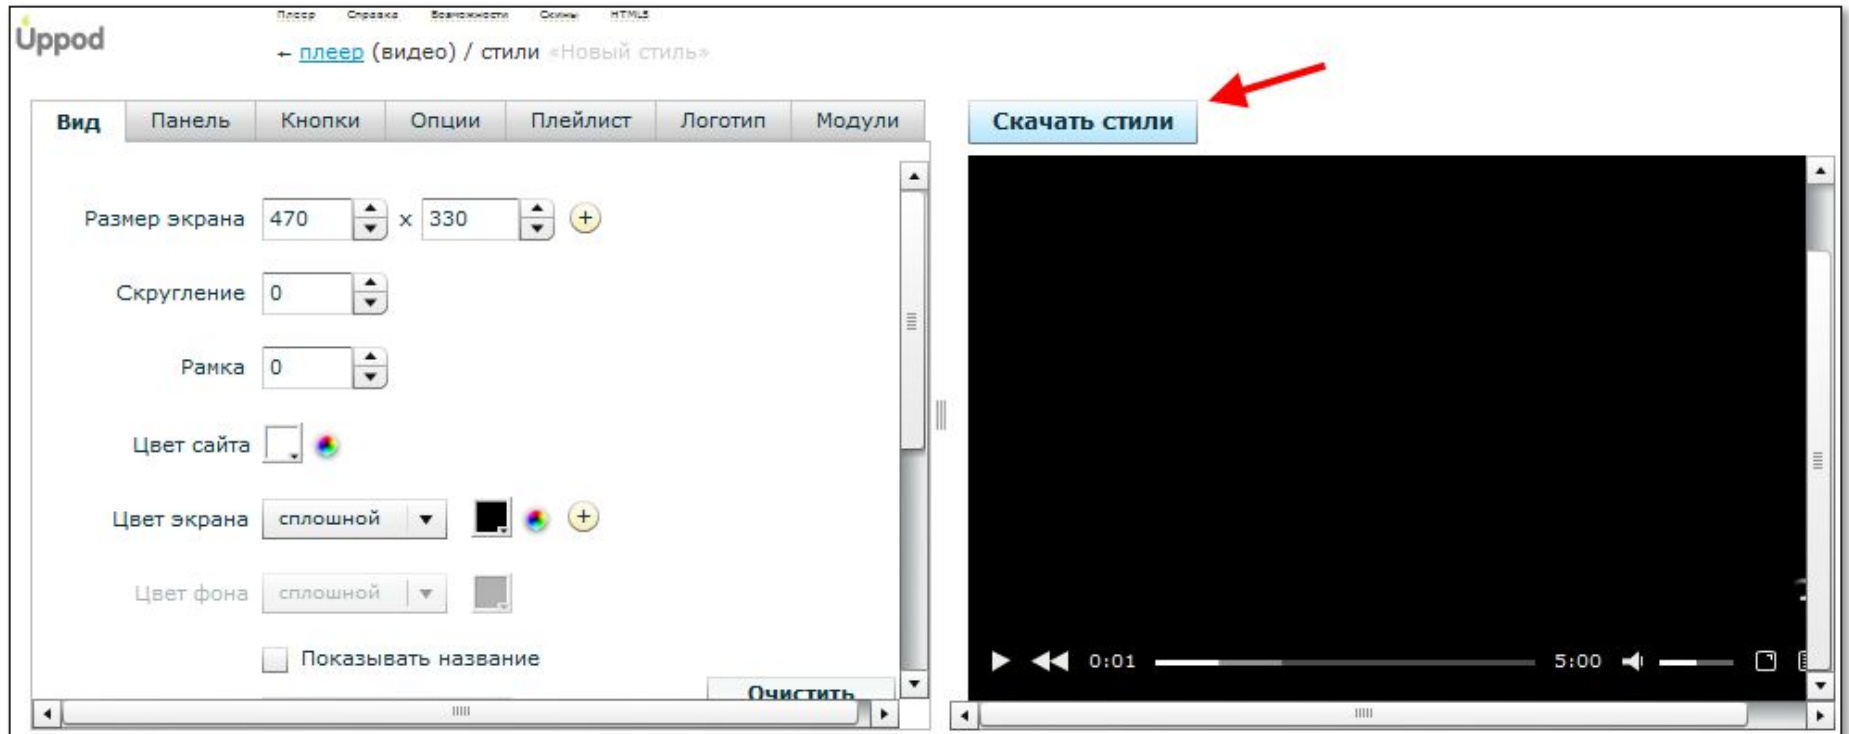 Плеер Справка Возможности Скины HTML5
Uppod
← плеер (видео) / стили «Новый стиль»
Вид Панель Кнопки Опции Плейлист Логотип Модули
Скачать стили
Размер экрана 470 x 330 +
Скругление 0
Рамка 0
Цвет сайта
Цвет экрана сплошной +
Цвет фона сплошной
Показывать название
Очистить
0:01 5:00